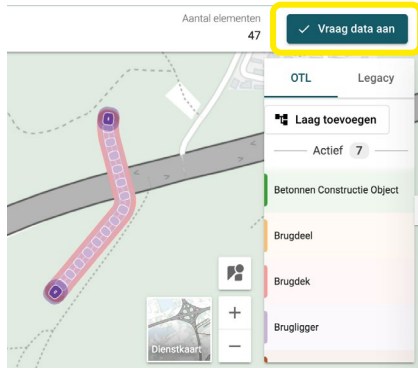 Aantal elementen
47
Vraag data aan
OTL Legacy
Laag toevoegen
Actief 7
Betonnen Constructie Object
Brugdeel
Brugdek
Brugligger
Dienstkaart
+
−